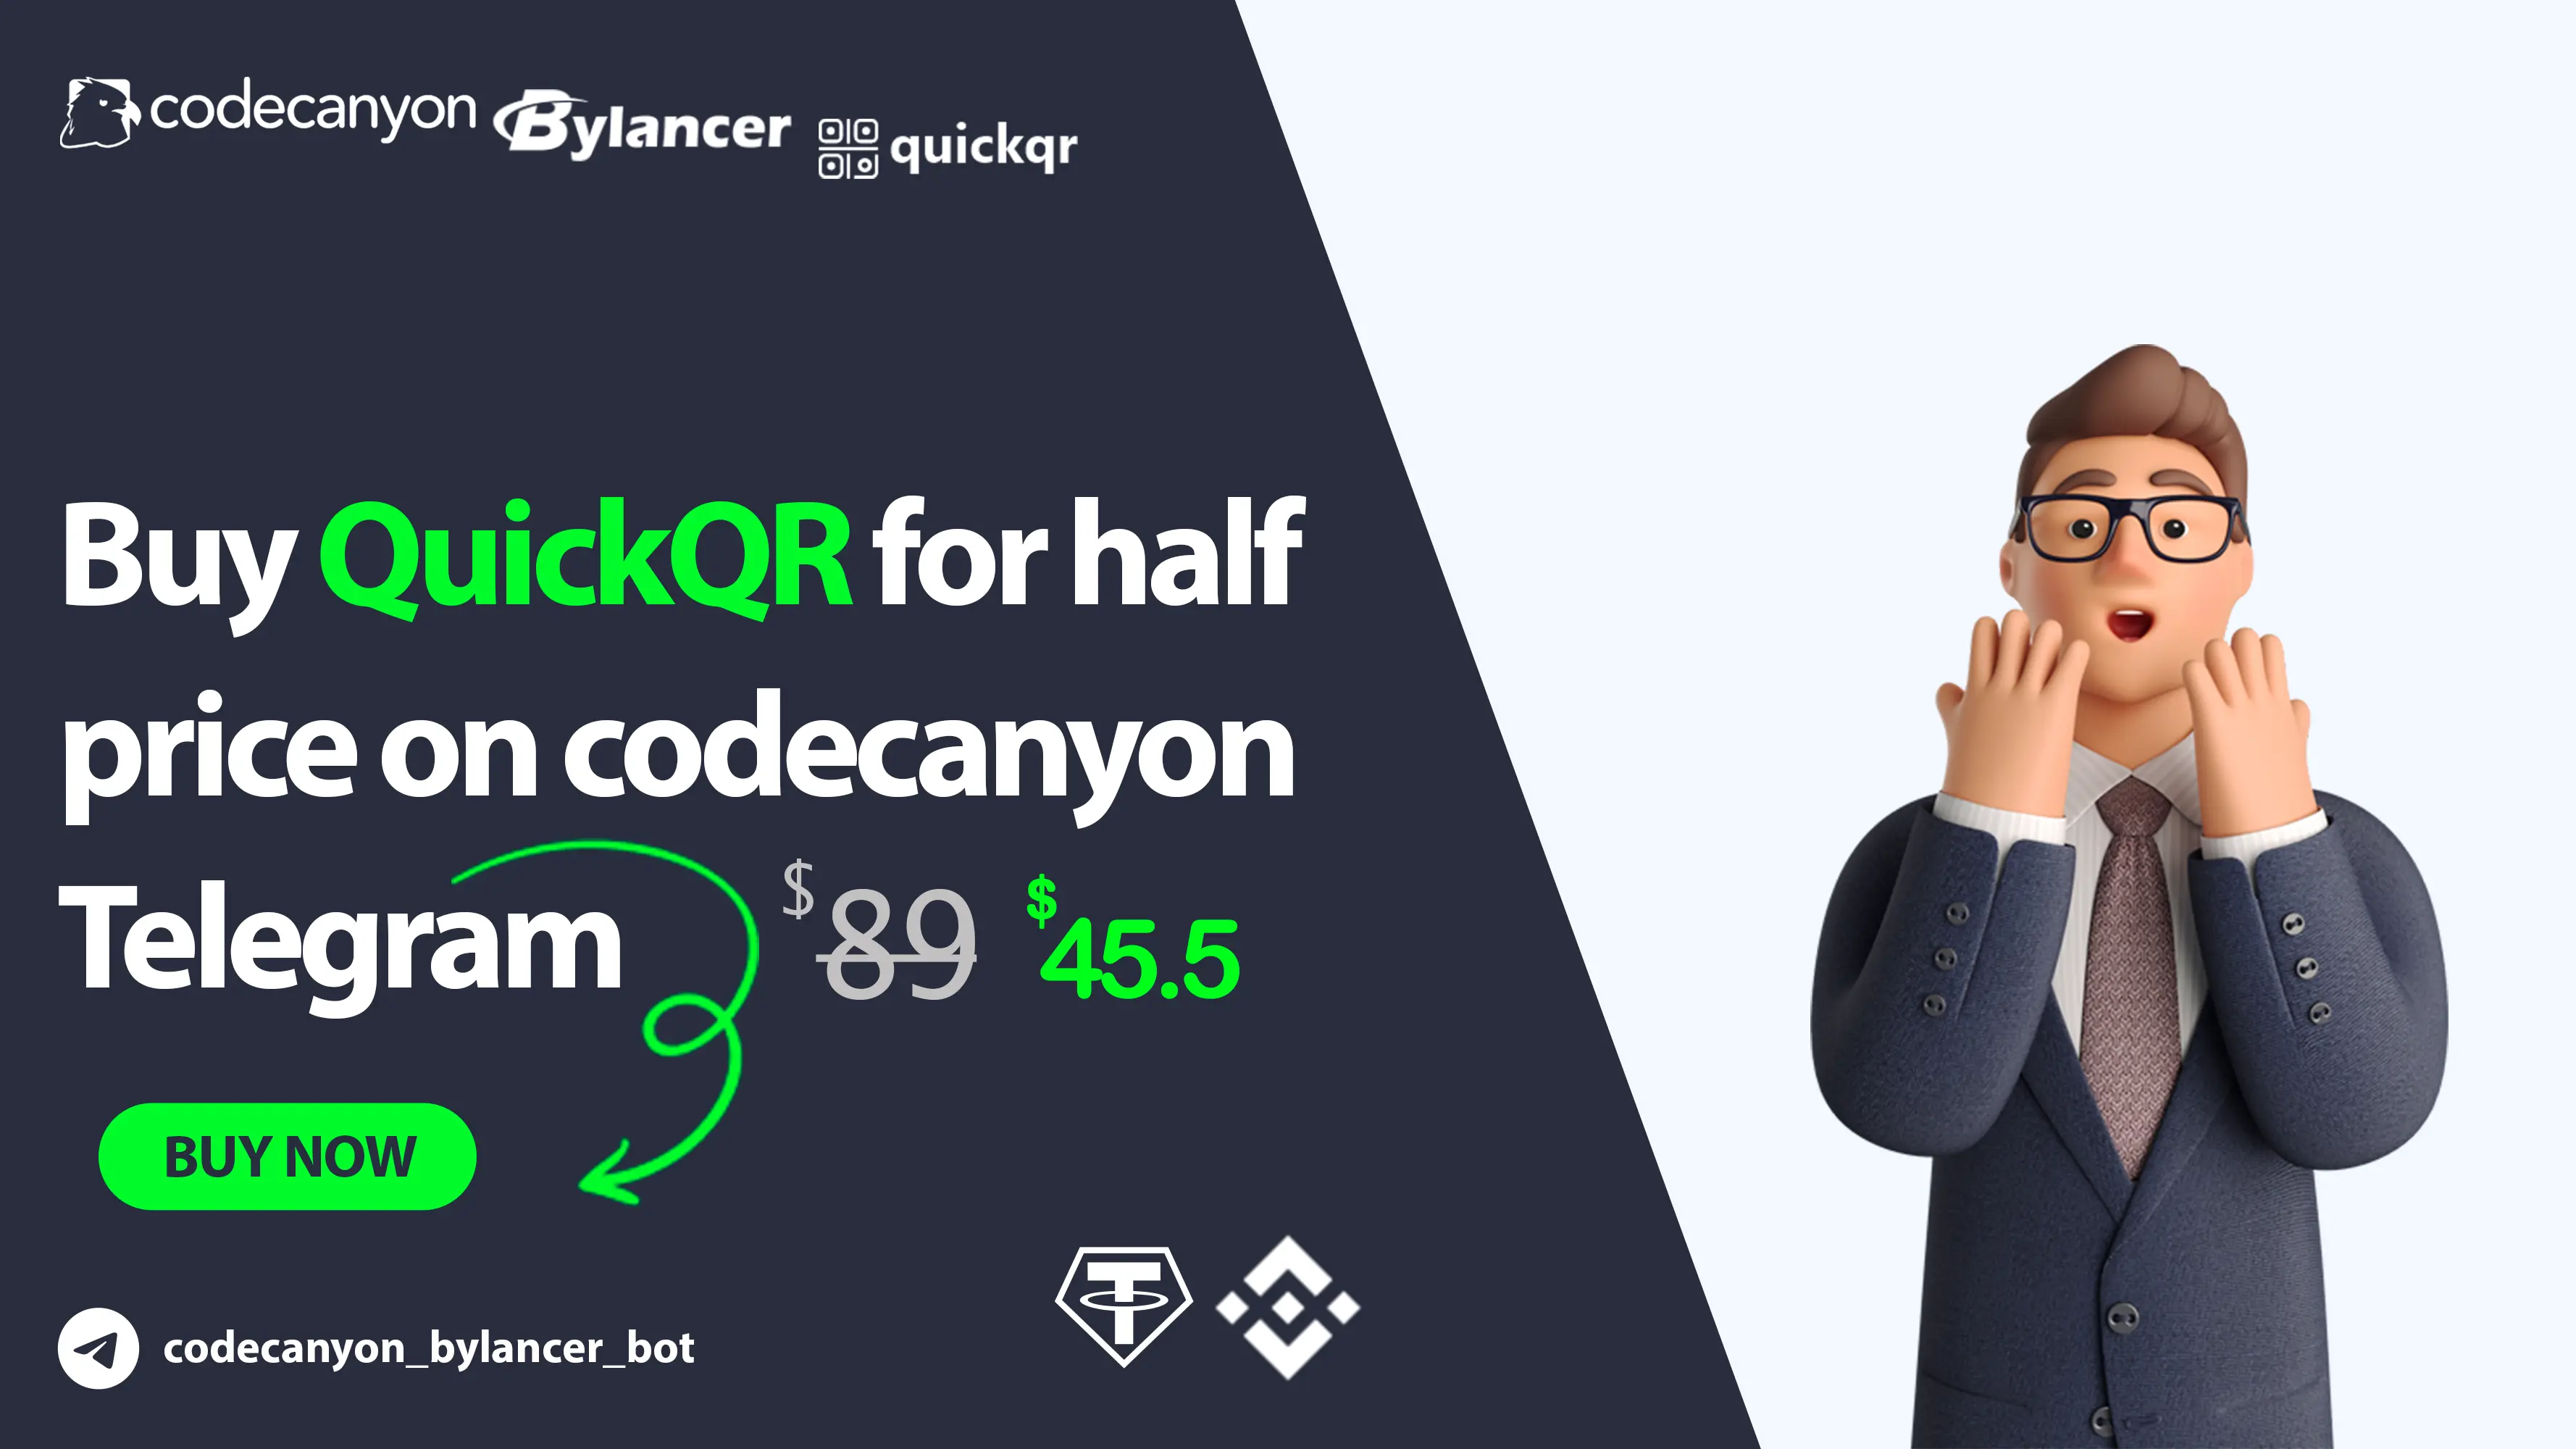 codecanyon Bylancer quickqr
Buy QuickQR for half
price on codecanyon
Telegram $89 $45.5
BUY NOW
codecanyon_bylancer_bot